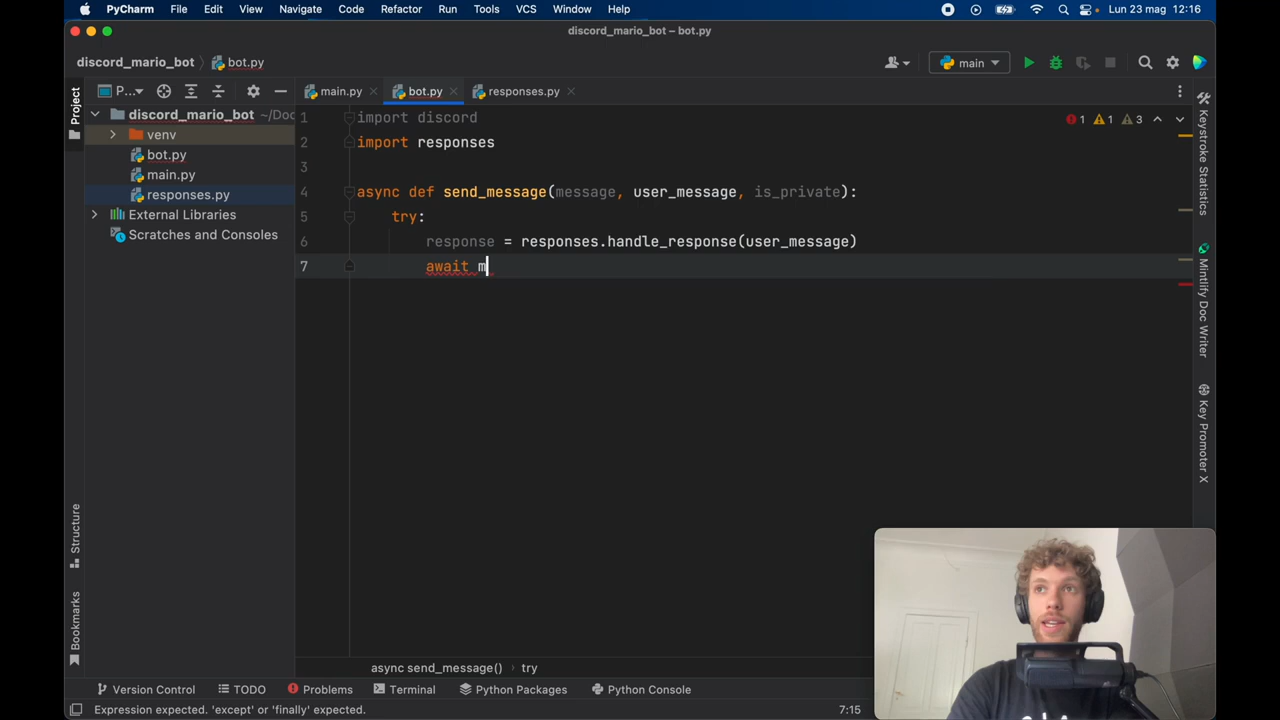 PyCharm File Edit View Navigate Code Refactor Run Tools VCS Window Help Lun 23 mag 12:16
discord_mario_bot – bot.py
discord_mario_bot bot.py main
P... main.py bot.py responses.py
Project
discord_mario_bot ~/Doc
venv
bot.py
main.py
responses.py
External Libraries
Scratches and Consoles
1 import discord
2 import responses
3
4 async def send_message(message, user_message, is_private):
5 try:
6 response = responses.handle_response(user_message)
7 await m
1 1 3
Keystroke Statistics
Mintlify Doc Writer
Key Promoter X
Structure
Bookmarks
async send_message() › try
Version Control TODO Problems Terminal Python Packages Python Console
Expression expected. 'except' or 'finally' expected. 7:15